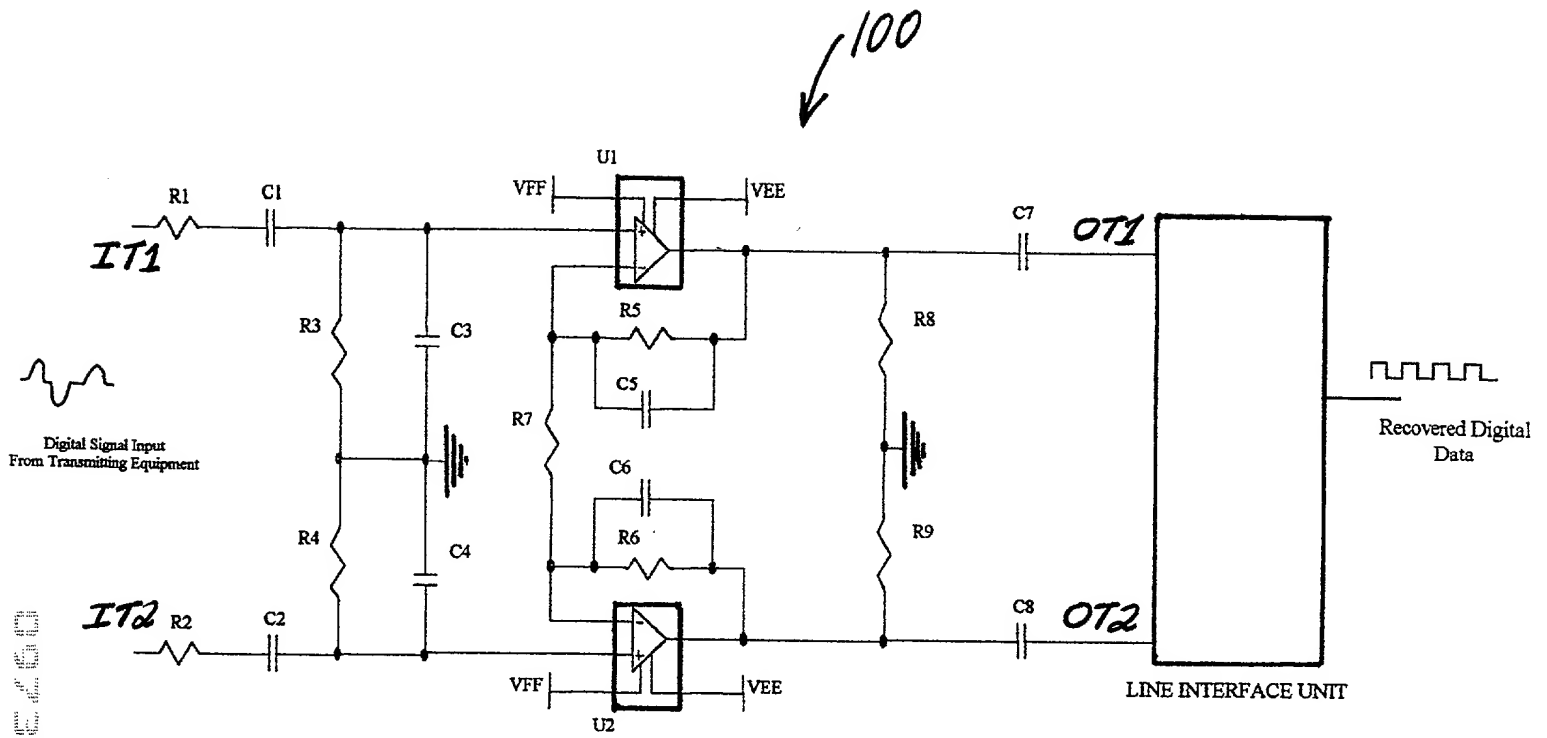 100
U1
VFF
VEE
R1
C1
C7
OT1
IT1
R3
C3
R5
R8
C5
R7
Digital Signal Input
From Transmitting Equipment
Recovered Digital
Data
C6
R4
C4
R6
R9
IT2
R2
C2
C8
OT2
VFF
VEE
U2
LINE INTERFACE UNIT